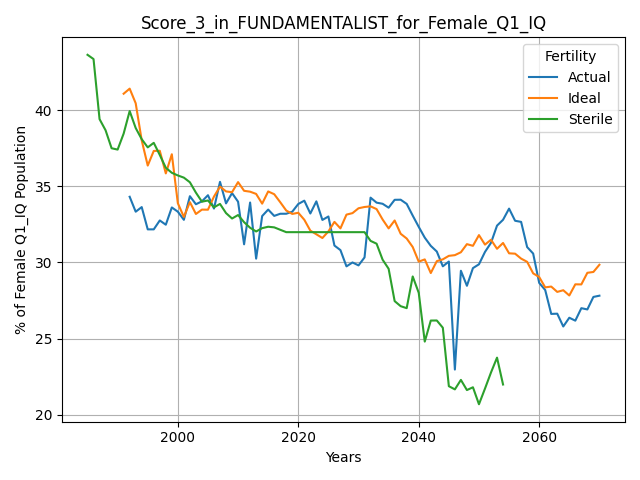 Score_3_in_FUNDAMENTALIST_for_Female_Q1_IQ
Fertility
Actual
Ideal
Sterile
% of Female Q1_IQ Population
40
35
30
25
20
2000
2020
2040
2060
Years